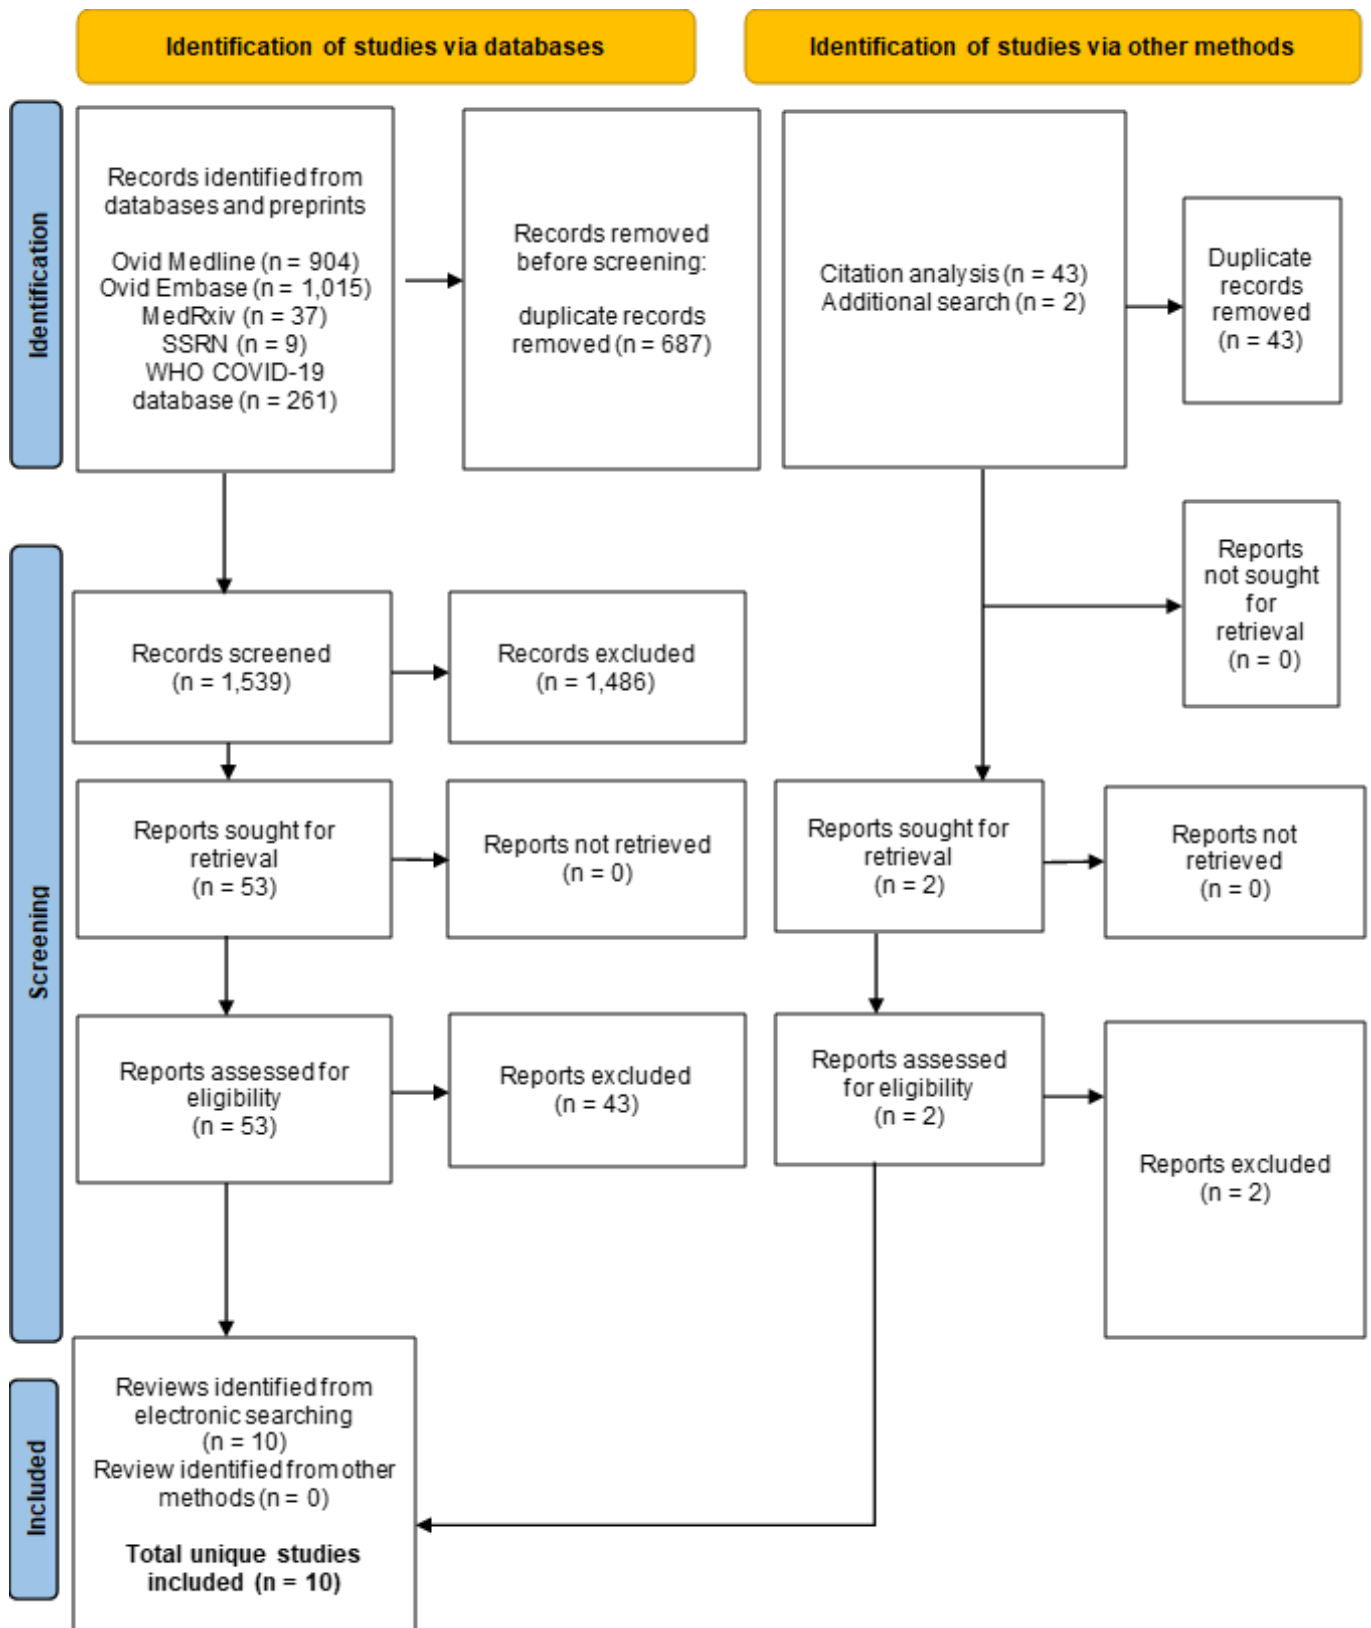 Identification of studies via databases
Identification of studies via other methods
Identification
Records identified from
databases and preprints
Ovid Medline (n = 904)
Ovid Embase (n = 1,015)
MedRxiv (n = 37)
SSRN (n = 9)
WHO COVID-19
database (n = 261)
Records removed
before screening:
duplicate records
removed (n = 687)
Citation analysis (n = 43)
Additional search (n = 2)
Duplicate
records
removed
(n = 43)
Screening
Records screened
(n = 1,539)
Records excluded
(n = 1,486)
Reports
not sought
for
retrieval
(n = 0)
Reports sought for
retrieval
(n = 53)
Reports not retrieved
(n = 0)
Reports sought for
retrieval
(n = 2)
Reports not
retrieved
(n = 0)
Reports assessed for
eligibility
(n = 53)
Reports excluded
(n = 43)
Reports assessed
for eligibility
(n = 2)
Reports excluded
(n = 2)
Included
Reviews identified from
electronic searching
(n = 10)
Review identified from other
methods (n = 0)
Total unique studies
included (n = 10)